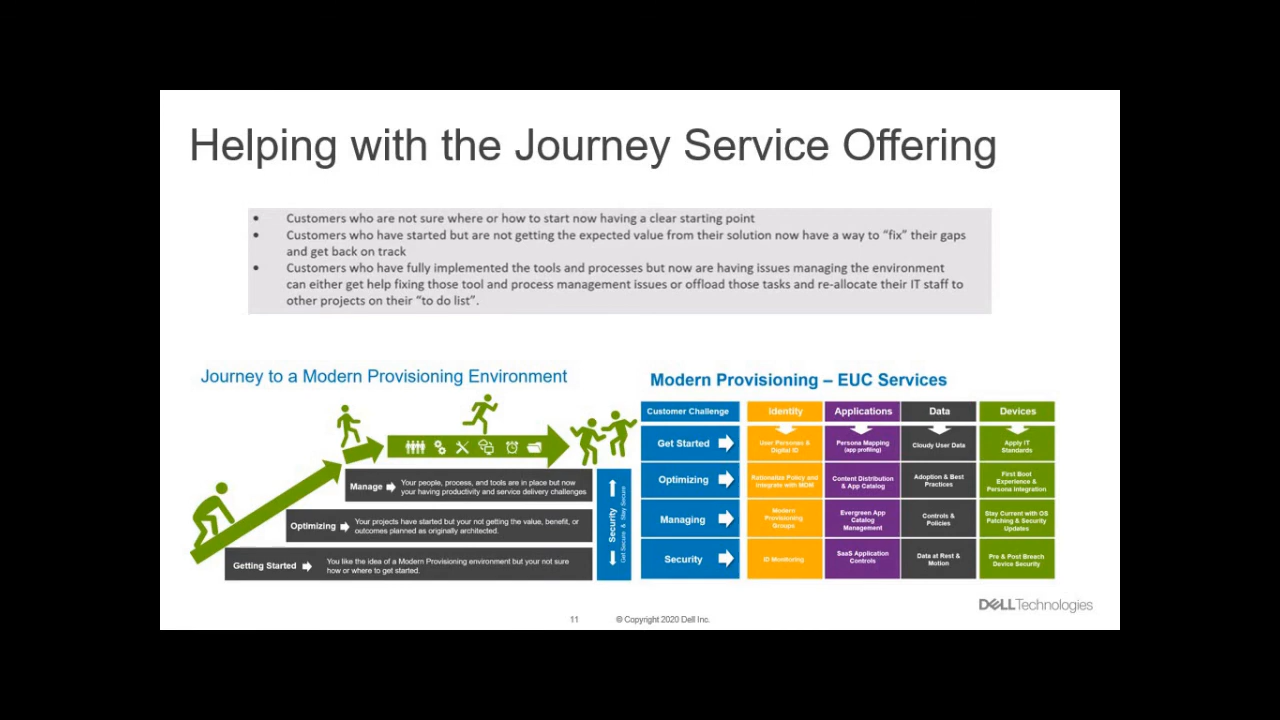 Helping with the Journey Service Offering
• Customers who are not sure where or how to start now having a clear starting point
• Customers who have started but are not getting the expected value from their solution now have a way to “fix” their gaps
and get back on track
• Customers who have fully implemented the tools and processes but now are having issues managing the environment
can either get help fixing those tool and process management issues or offload those tasks and re-allocate their IT staff to
other projects on their “to do list”.
Journey to a Modern Provisioning Environment
Manage
Your people, process, and tools are in place but now
your having productivity and service delivery challenges
Optimizing
Your projects have started but your not getting the value, benefit, or
outcomes planned as originally architected.
Getting Started
You like the idea of a Modern Provisioning environment but your not sure
how or where to get started.
Security
Get Secure & Stay Secure
Modern Provisioning – EUC Services
Customer Challenge Identity Applications Data Devices
Get Started
User Personas &
Digital ID
Persona Mapping
(app profiling)
Cloudy User Data
Apply IT
Standards
Optimizing
Rationalize Policy and
Integrate with MDM
Content Distribution
& App Catalog
Adoption & Best
Practices
First Boot
Experience &
Persona Integration
Managing
Modern
Provisioning
Groups
Evergreen App
Catalog
Management
Controls &
Policies
Stay Current with OS
Patching & Security
Updates
Security
ID Monitoring
SaaS Application
Controls
Data at Rest &
Motion
Pre & Post Breach
Device Security
DELLTechnologies
11 © Copyright 2020 Dell Inc.